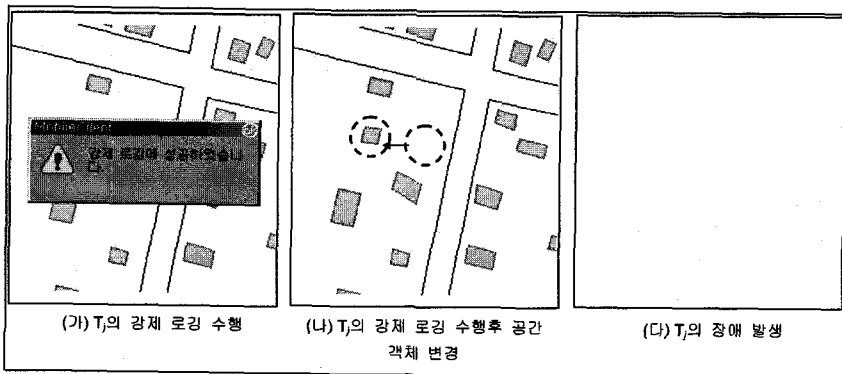 강제 로깅에 성공하였습니
다.
(가) Tj의 강제 로깅 수행
(나) Tj의 강제 로깅 수행후 공간
객체 변경
(다) Tj의 장애 발생